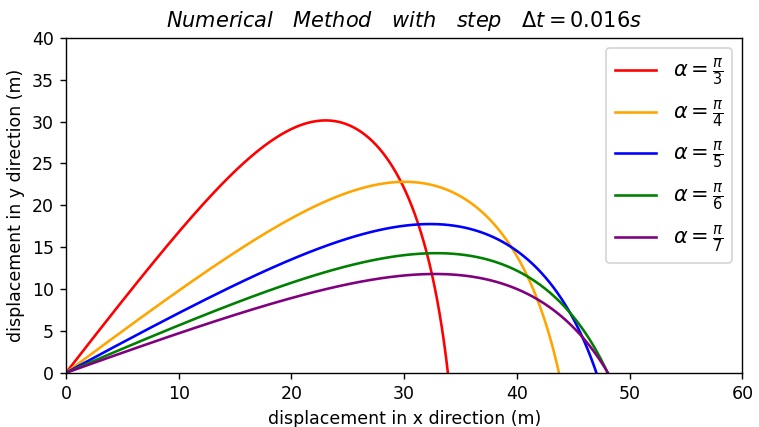 Numerical Method with step Δt = 0.016s
displacement in y direction (m)
40
35
30
25
20
15
10
5
0
α = π/3
α = π/4
α = π/5
α = π/6
α = π/7
0 10 20 30 40 50 60
displacement in x direction (m)